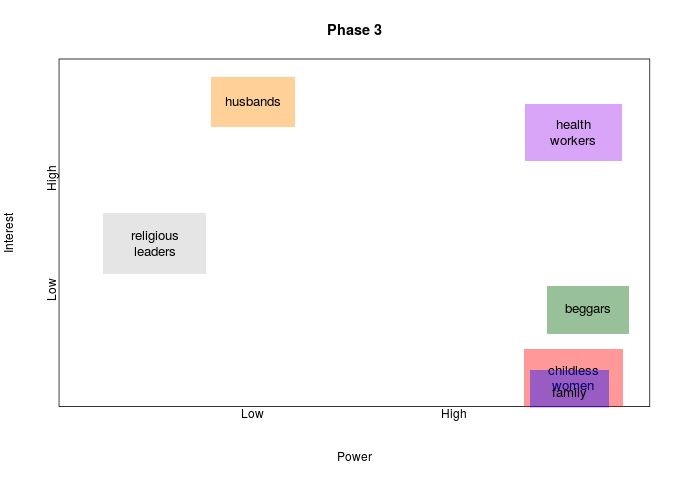 Phase 3
husbands
health
workers
High
religious
leaders
Interest
Low
beggars
childless
women
family
Low
High
Power